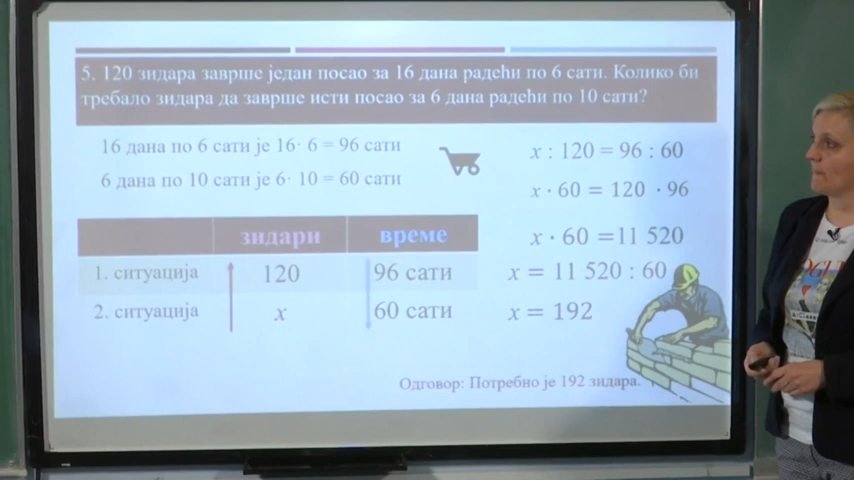 5. 120 зидара заврше један посао за 16 дана радећи по 6 сати. Колико би
требало зидара да заврше исти посао за 6 дана радећи по 10 сати?
16 дана по 6 сати је 16· 6 = 96 сати
6 дана по 10 сати је 6· 10 = 60 сати
зидари време
1. ситуација 120 96 сати
2. ситуација x 60 сати
x : 120 = 96 : 60
x · 60 = 120 · 96
x · 60 =11 520
x = 11 520 : 60
x = 192
Одговор: Потребно је 192 зидара.